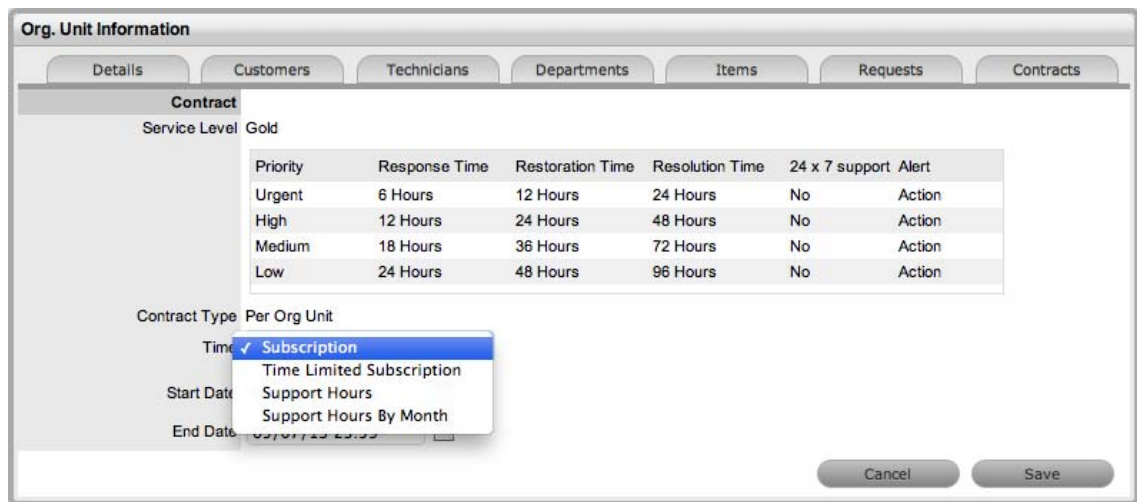 Org. Unit Information
Details Customers Technicians Departments Items Requests Contracts
Contract
Service Level Gold
Priority Response Time Restoration Time Resolution Time 24 x 7 support Alert
Urgent 6 Hours 12 Hours 24 Hours No Action
High 12 Hours 24 Hours 48 Hours No Action
Medium 18 Hours 36 Hours 72 Hours No Action
Low 24 Hours 48 Hours 96 Hours No Action
Contract Type Per Org Unit
Time ✓ Subscription
Time Limited Subscription
Start Date Support Hours
Support Hours By Month
End Date
Cancel Save